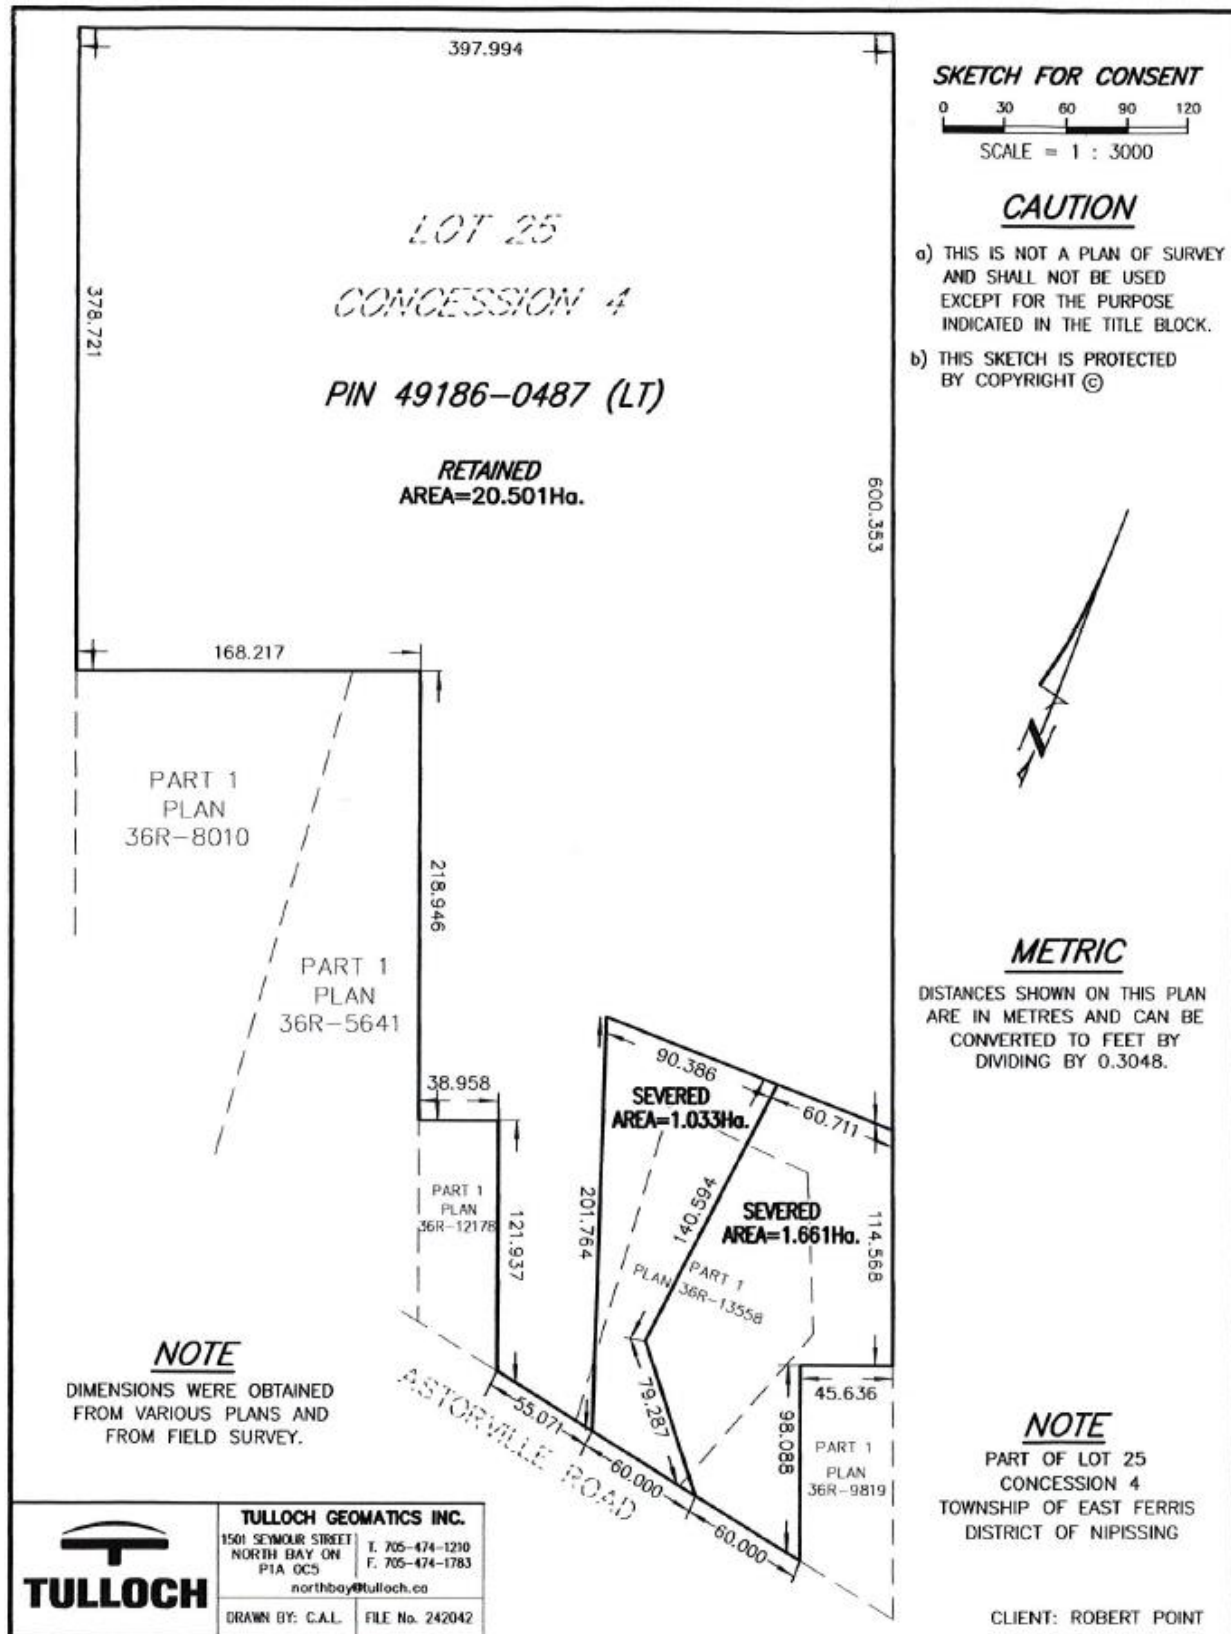 397.994
SKETCH FOR CONSENT
0 30 60 90 120
SCALE = 1 : 3000
CAUTION
a) THIS IS NOT A PLAN OF SURVEY
AND SHALL NOT BE USED
EXCEPT FOR THE PURPOSE
INDICATED IN THE TITLE BLOCK.
b) THIS SKETCH IS PROTECTED
BY COPYRIGHT ©
LOT 25
CONCESSION 4
PIN 49186-0487 (LT)
RETAINED
AREA=20.501Ha.
378.721
600.353
168.217
N
PART 1
PLAN
36R-8010
218.946
PART 1
PLAN
36R-5641
METRIC
DISTANCES SHOWN ON THIS PLAN
ARE IN METRES AND CAN BE
CONVERTED TO FEET BY
DIVIDING BY 0.3048.
38.958
90.386
60.711
SEVERED
AREA=1.033Ha.
PART 1
PLAN
36R-12178
121.937
201.764
140.594
SEVERED
AREA=1.661Ha.
114.568
PART 1
PLAN 36R-13558
79.287
45.636
98.088
PART 1
PLAN
36R-9819
55.071
60.000
60.000
ASTORVILLE ROAD
NOTE
DIMENSIONS WERE OBTAINED
FROM VARIOUS PLANS AND
FROM FIELD SURVEY.
NOTE
PART OF LOT 25
CONCESSION 4
TOWNSHIP OF EAST FERRIS
DISTRICT OF NIPISSING
TULLOCH
TULLOCH GEOMATICS INC.
1501 SEYMOUR STREET
NORTH BAY ON
P1A 0C5
T. 705-474-1210
F. 705-474-1783
northbay@tulloch.ca
DRAWN BY: C.A.L.
FILE No. 242042
CLIENT: ROBERT POINT